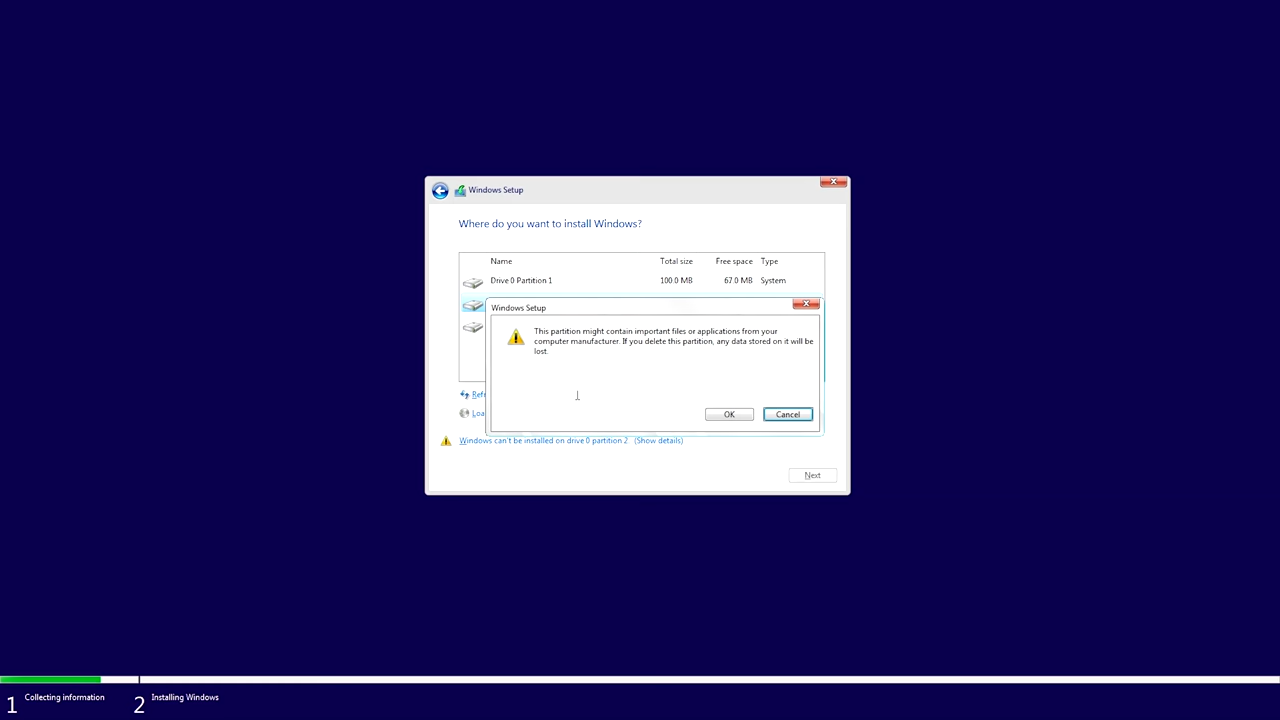 Windows Setup
Where do you want to install Windows?
Name Total size Free space Type
Drive 0 Partition 1 100.0 MB 67.0 MB System
Windows Setup
This partition might contain important files or applications from your
computer manufacturer. If you delete this partition, any data stored on it will be
lost.
Refr
OK Cancel
Loa
Windows can't be installed on drive 0 partition 2 (Show details)
Next
1 Collecting information 2 Installing Windows